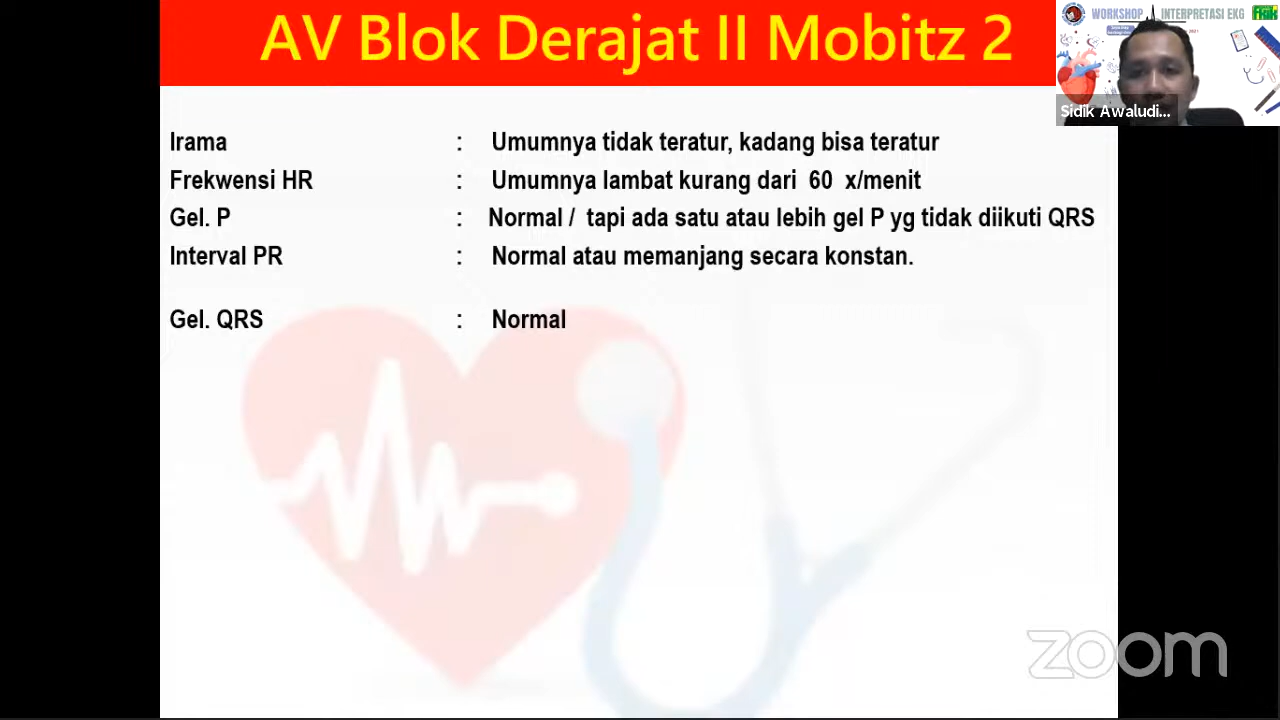 AV Blok Derajat II Mobitz 2
WORKSHOP INTERPRETASI EKG
Sidik Awaludi...
Irama : Umumnya tidak teratur, kadang bisa teratur
Frekwensi HR : Umumnya lambat kurang dari 60 x/menit
Gel. P : Normal / tapi ada satu atau lebih gel P yg tidak diikuti QRS
Interval PR : Normal atau memanjang secara konstan.
Gel. QRS : Normal
zoom